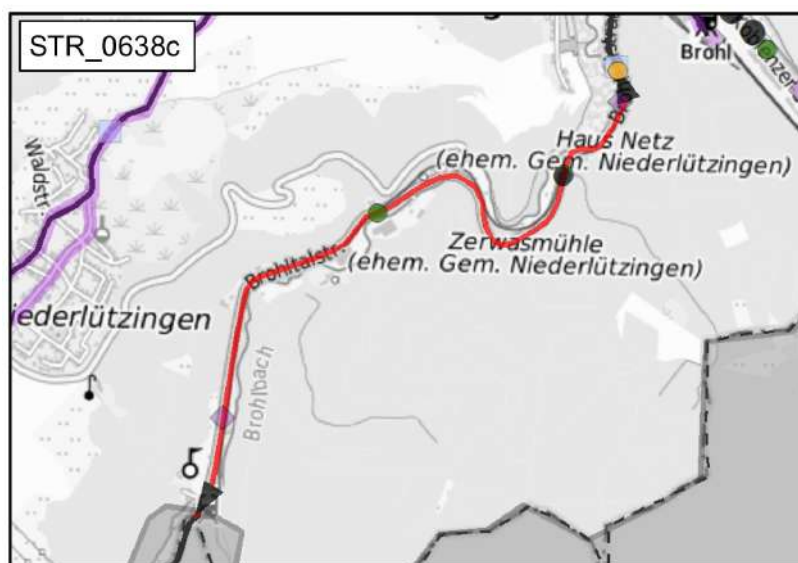 STR_0638c
Brohl
Waldstr.
Haus Netz
(ehem. Gem. Niederlützingen)
Zerwasmühle
(ehem. Gem. Niederlützingen)
Brohltalstr.
iederlützingen
Brohlbach